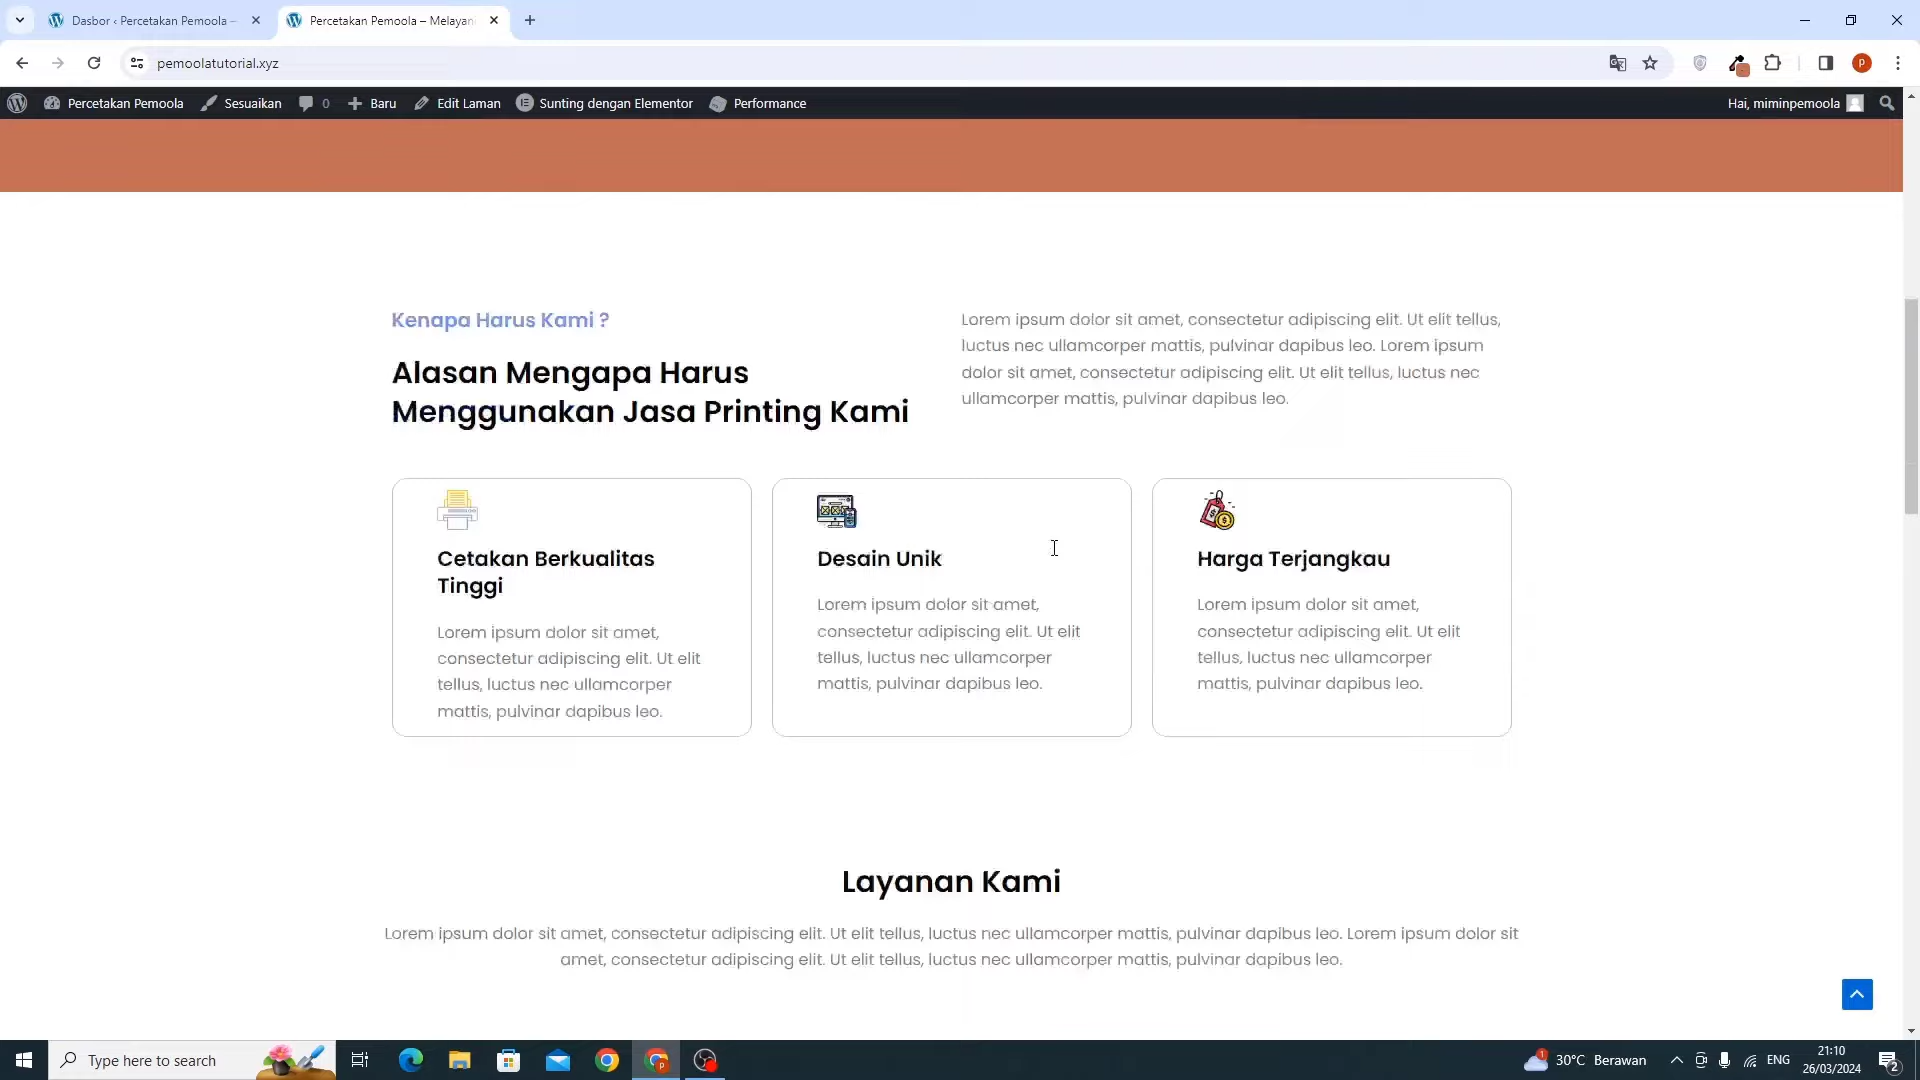 Dasbor ‹ Percetakan Pemoola –
Percetakan Pemoola – Melayan
pemoolatutorial.xyz
P
Percetakan Pemoola
Sesuaikan
0
Baru
Edit Laman
Sunting dengan Elementor
Performance
Hai, miminpemoola
Kenapa Harus Kami ?
Alasan Mengapa Harus
Menggunakan Jasa Printing Kami
Lorem ipsum dolor sit amet, consectetur adipiscing elit. Ut elit tellus,
luctus nec ullamcorper mattis, pulvinar dapibus leo. Lorem ipsum
dolor sit amet, consectetur adipiscing elit. Ut elit tellus, luctus nec
ullamcorper mattis, pulvinar dapibus leo.
Cetakan Berkualitas
Tinggi
Lorem ipsum dolor sit amet,
consectetur adipiscing elit. Ut elit
tellus, luctus nec ullamcorper
mattis, pulvinar dapibus leo.
Desain Unik
Lorem ipsum dolor sit amet,
consectetur adipiscing elit. Ut elit
tellus, luctus nec ullamcorper
mattis, pulvinar dapibus leo.
Harga Terjangkau
Lorem ipsum dolor sit amet,
consectetur adipiscing elit. Ut elit
tellus, luctus nec ullamcorper
mattis, pulvinar dapibus leo.
Layanan Kami
Lorem ipsum dolor sit amet, consectetur adipiscing elit. Ut elit tellus, luctus nec ullamcorper mattis, pulvinar dapibus leo. Lorem ipsum dolor sit
amet, consectetur adipiscing elit. Ut elit tellus, luctus nec ullamcorper mattis, pulvinar dapibus leo.
Type here to search
1
30°C Berawan
ENG
21:10
26/03/2024
2